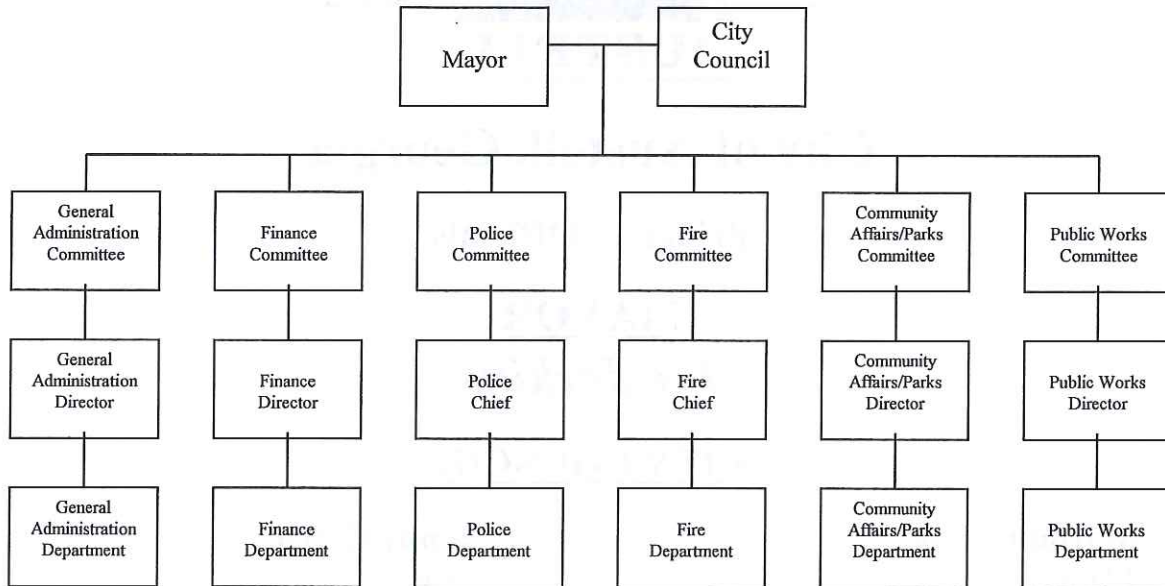 Mayor
City
Council
General
Administration
Committee
Finance
Committee
Police
Committee
Fire
Committee
Community
Affairs/Parks
Committee
Public Works
Committee
General
Administration
Director
Finance
Director
Police
Chief
Fire
Chief
Community
Affairs/Parks
Director
Public Works
Director
General
Administration
Department
Finance
Department
Police
Department
Fire
Department
Community
Affairs/Parks
Department
Public Works
Department